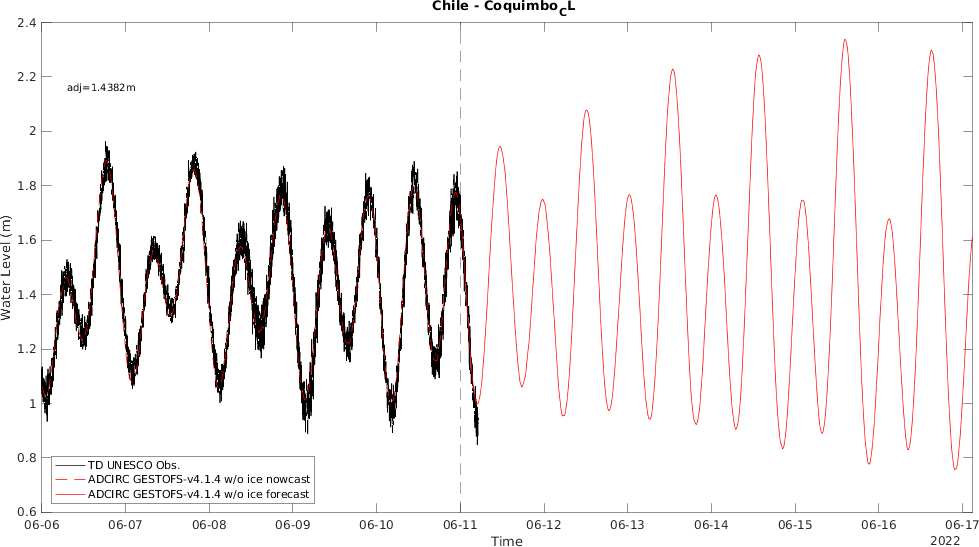 Chile - Coquimbo_CL
adj=1.4382m
Water Level (m)
2.4
2.2
2
1.8
1.6
1.4
1.2
1
0.8
0.6
TD UNESCO Obs.
ADCIRC GESTOFS-v4.1.4 w/o ice nowcast
ADCIRC GESTOFS-v4.1.4 w/o ice forecast
06-06 06-07 06-08 06-09 06-10 06-11 06-12 06-13 06-14 06-15 06-16 06-17
Time
2022